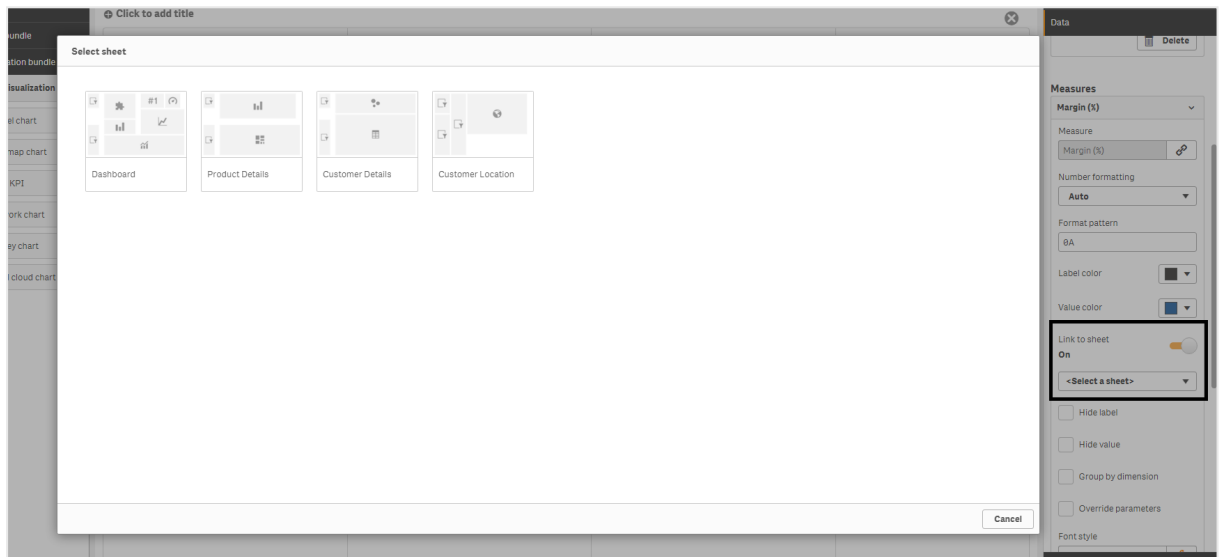 Click to add title
Data
bundle
ation bundle
isualization
el chart
map chart
KPI
ork chart
ey chart
l cloud chart
Select sheet
#1
Dashboard
Product Details
Customer Details
Customer Location
Cancel
Delete
Measures
Margin (%)
Measure
Margin (%)
Number formatting
Auto
Format pattern
0A
Label color
Value color
Link to sheet
On
<Select a sheet>
Hide label
Hide value
Group by dimension
Override parameters
Font style